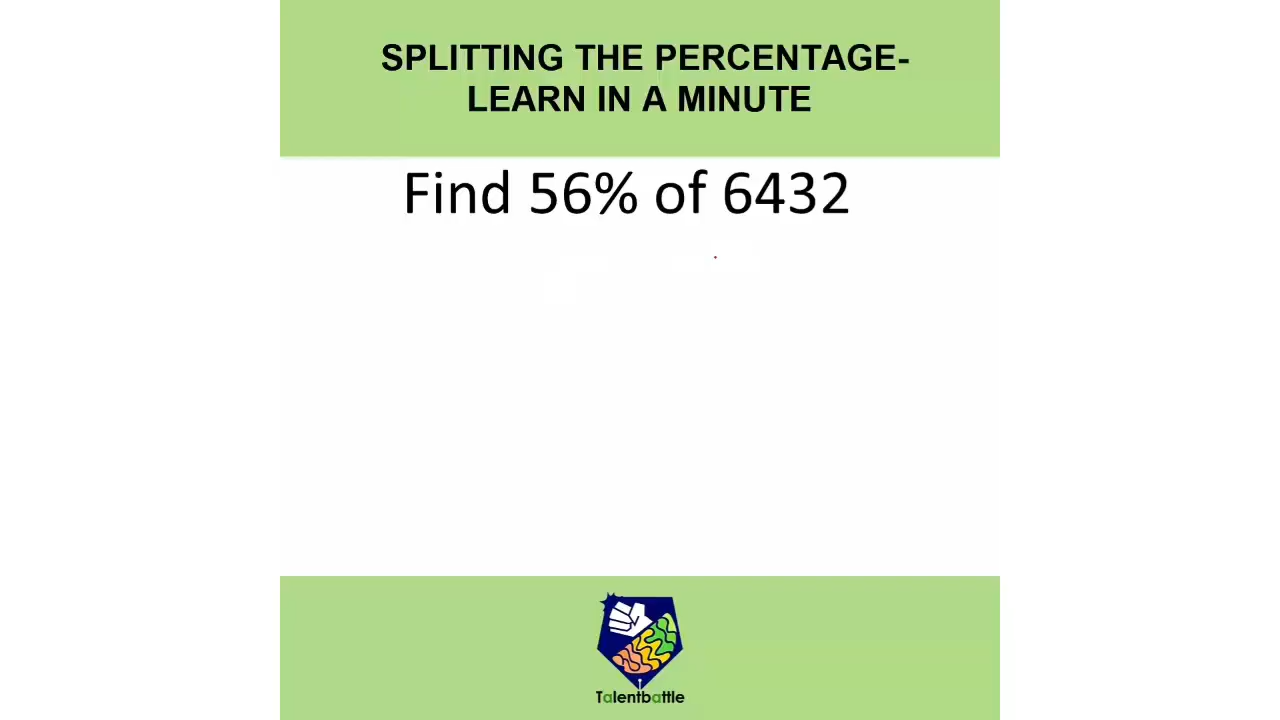 SPLITTING THE PERCENTAGE-
LEARN IN A MINUTE
Find 56% of 6432
Talentbattle